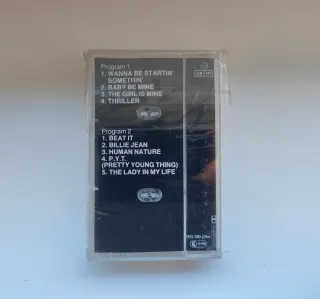 Program 1
1. WANNA BE STARTIN'
SOMETHIN'
2. BABY BE MINE
3. THE GIRL IS MINE
4. THRILLER
Program 2
1. BEAT IT
2. BILLIE JEAN
3. HUMAN NATURE
4. P.Y.T.
(PRETTY YOUNG THING)
5. THE LADY IN MY LIFE